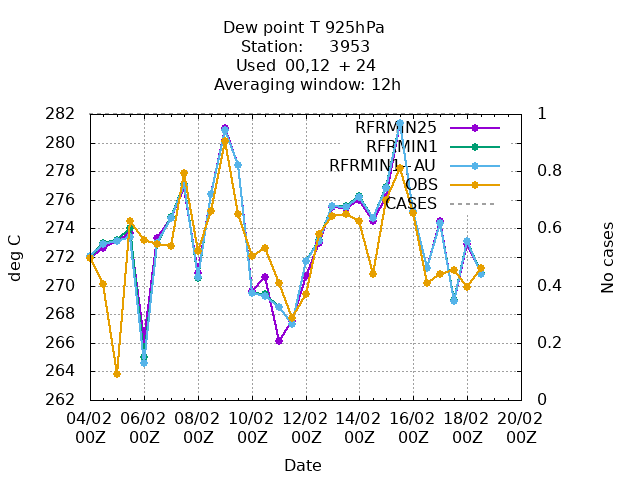 Dew point T 925hPa
Station: 3953
Used 00,12 + 24
Averaging window: 12h
282
280
278
276
274
272
270
268
266
264
262
deg C
1
0.8
0.6
0.4
0.2
0
No cases
RFRMIN25
RFRMIN1
RFRMIN1-AU
OBS
CASES
04/02 06/02 08/02 10/02 12/02 14/02 16/02 18/02 20/02
00Z 00Z 00Z 00Z 00Z 00Z 00Z 00Z 00Z
Date